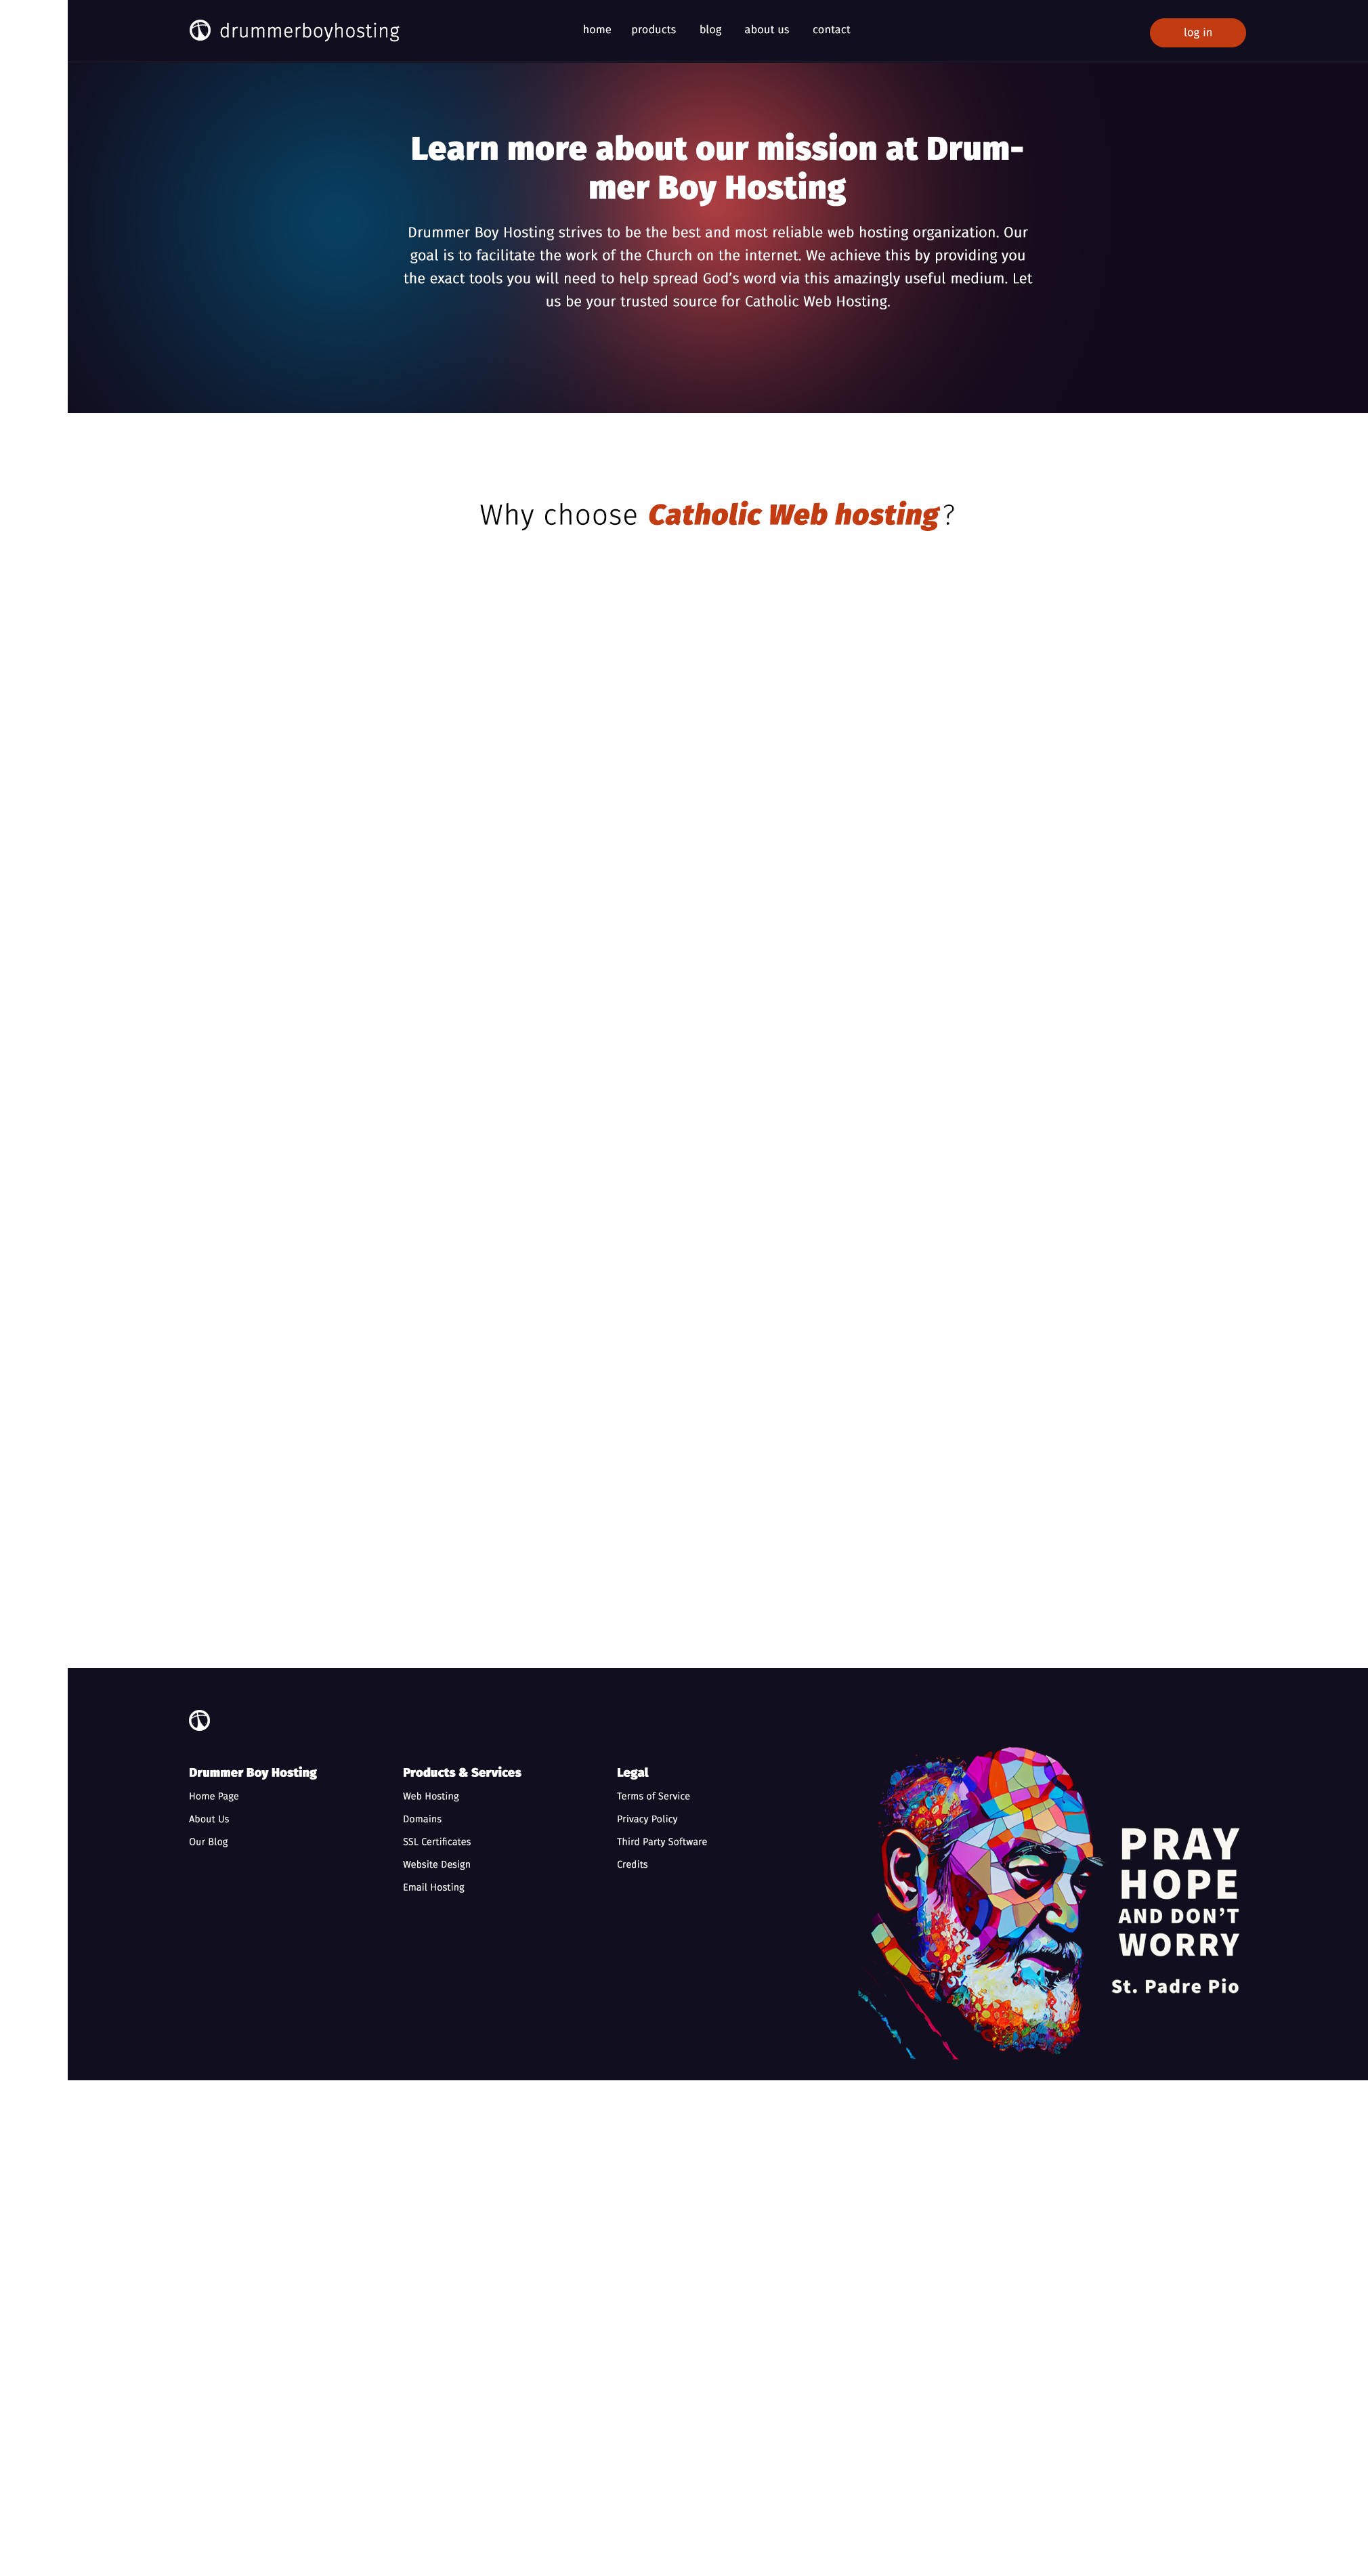 drummerboyhosting
home products blog about us contact
log in
Learn more about our mission at Drum-
mer Boy Hosting
Drummer Boy Hosting strives to be the best and most reliable web hosting organization. Our
goal is to facilitate the work of the Church on the internet. We achieve this by providing you
the exact tools you will need to help spread God’s word via this amazingly useful medium. Let
us be your trusted source for Catholic Web Hosting.
Why choose Catholic Web hosting?
Drummer Boy Hosting
Home Page
About Us
Our Blog
Products & Services
Web Hosting
Domains
SSL Certificates
Website Design
Email Hosting
Legal
Terms of Service
Privacy Policy
Third Party Software
Credits
PRAY
HOPE
AND DON’T
WORRY
St. Padre Pio